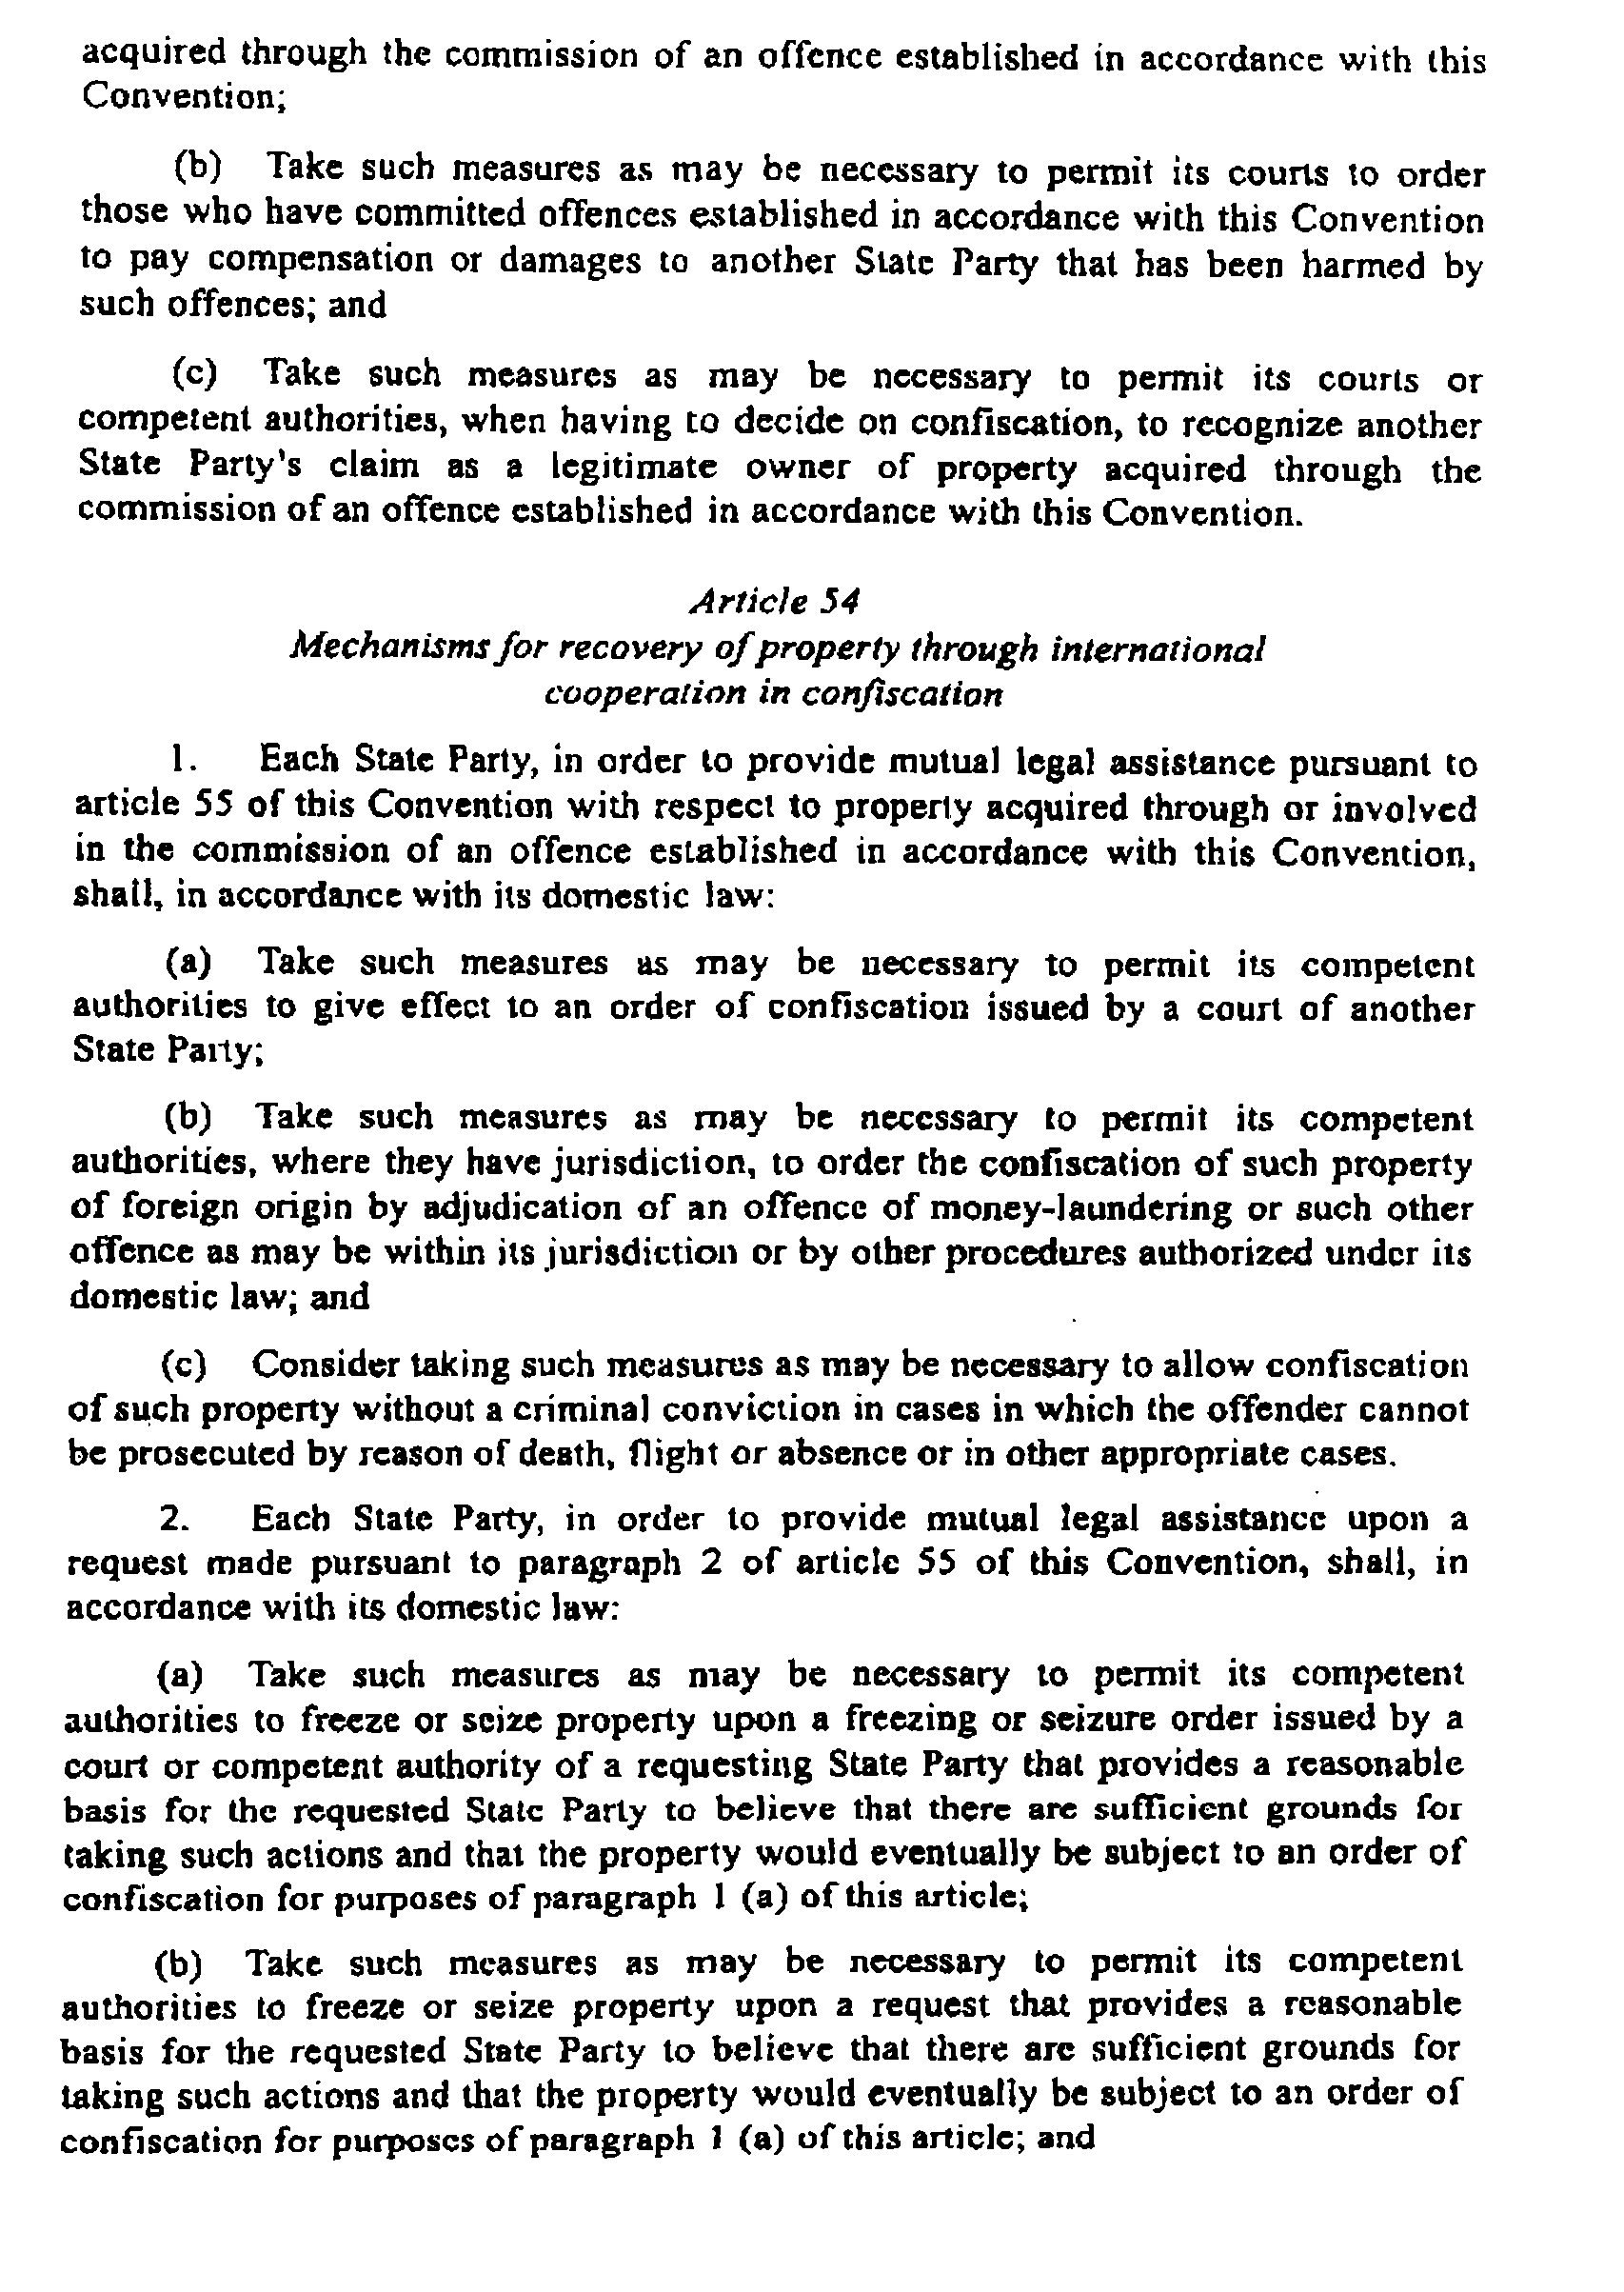 acquired through the commission of an offence established in accordance with this
Convention;
(b) Take such measures as may be necessary to permit its courts to order
those who have committed offences established in accordance with this Convention
to pay compensation or damages to another State Party that has been harmed by
such offences; and
(c) Take such measures as may be necessary to permit its courts or
competent authorities, when having to decide on confiscation, to recognize another
State Party's claim as a legitimate owner of property acquired through the
commission of an offence established in accordance with this Convention.
Article 54
Mechanisms for recovery of property through international
cooperation in confiscation
1. Each State Party, in order to provide mutual legal assistance pursuant to
article 55 of this Convention with respect to property acquired through or involved
in the commission of an offence established in accordance with this Convention,
shall, in accordance with its domestic law:
(a) Take such measures as may be necessary to permit its competent
authorities to give effect to an order of confiscation issued by a court of another
State Party;
(b) Take such measures as may be necessary to permit its competent
authorities, where they have jurisdiction, to order the confiscation of such property
of foreign origin by adjudication of an offence of money-laundering or such other
offence as may be within its jurisdiction or by other procedures authorized under its
domestic law; and
(c) Consider taking such measures as may be necessary to allow confiscation
of such property without a criminal conviction in cases in which the offender cannot
be prosecuted by reason of death, flight or absence or in other appropriate cases.
2. Each State Party, in order to provide mutual legal assistance upon a
request made pursuant to paragraph 2 of article 55 of this Convention, shall, in
accordance with its domestic law:
(a) Take such measures as may be necessary to permit its competent
authorities to freeze or seize property upon a freezing or seizure order issued by a
court or competent authority of a requesting State Party that provides a reasonable
basis for the requested State Party to believe that there are sufficient grounds for
taking such actions and that the property would eventually be subject to an order of
confiscation for purposes of paragraph 1 (a) of this article;
(b) Take such measures as may be necessary to permit its competent
authorities to freeze or seize property upon a request that provides a reasonable
basis for the requested State Party to believe that there are sufficient grounds for
taking such actions and that the property would eventually be subject to an order of
confiscation for purposes of paragraph 1 (a) of this article; and